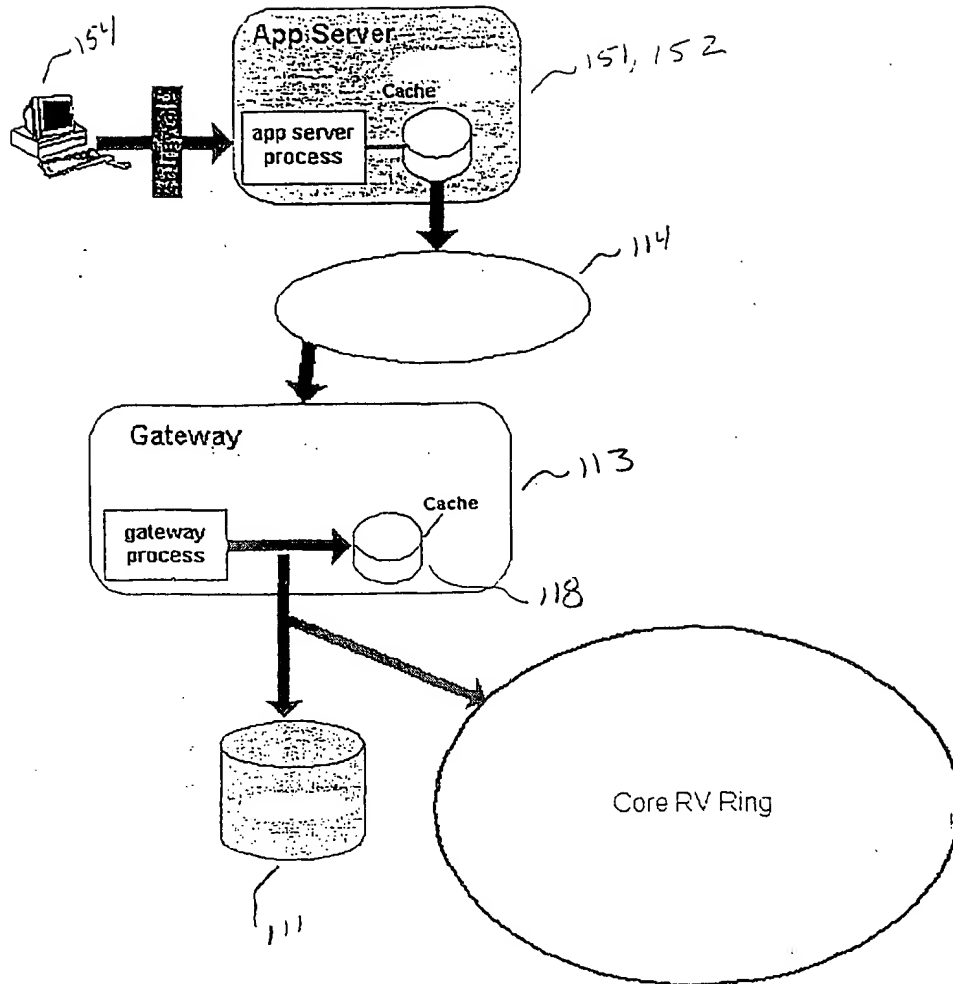 154
App Server
151, 152
Cache
app server
process
firewalls
114
Gateway
113
Cache
gateway
process
118
Core RV Ring
111